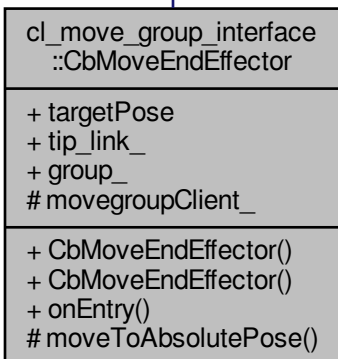 cl_move_group_interface
::CbMoveEndEffector
+ targetPose
+ tip_link_
+ group_
# movegroupClient_
+ CbMoveEndEffector()
+ CbMoveEndEffector()
+ onEntry()
# moveToAbsolutePose()